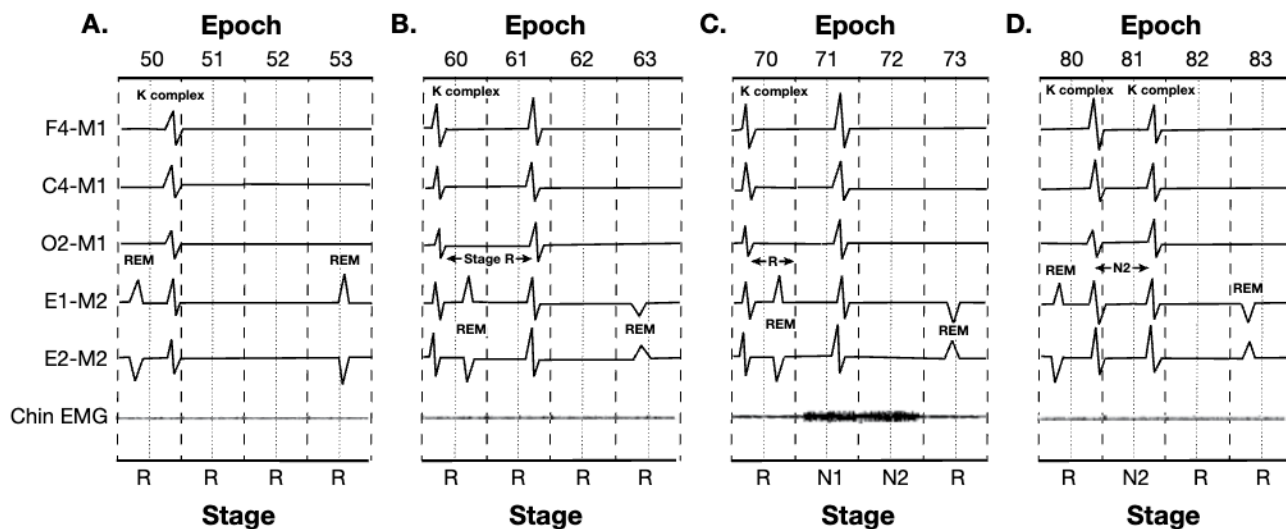 A. Epoch B. Epoch C. Epoch D. Epoch
50 51 52 53 60 61 62 63 70 71 72 73 80 81 82 83
K complex K complex K complex K complex K complex
F4-M1
C4-M1
O2-M1
REM REM Stage R R REM N2 REM
E1-M2
REM REM REM REM
E2-M2
Chin EMG
R R R R R R R R R N1 N2 R R N2 R R
Stage Stage Stage Stage